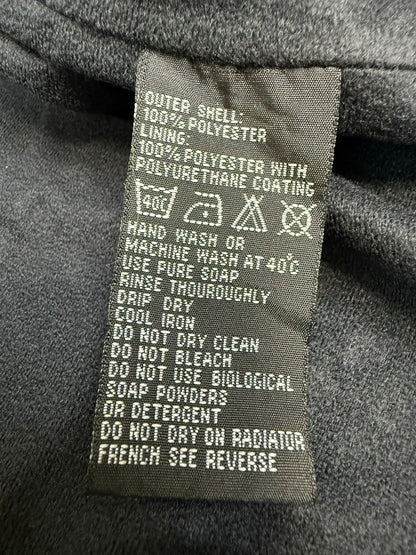 OUTER SHELL:
100% POLYESTER
LINING:
100% POLYESTER WITH
POLYURETHANE COATING
40C
HAND WASH OR
MACHINE WASH AT 40°C
USE PURE SOAP
RINSE THOUROUGHLY
DRIP DRY
COOL IRON
DO NOT DRY CLEAN
DO NOT BLEACH
DO NOT USE BIOLOGICAL
SOAP POWDERS
OR DETERGENT
DO NOT DRY ON RADIATOR
FRENCH SEE REVERSE